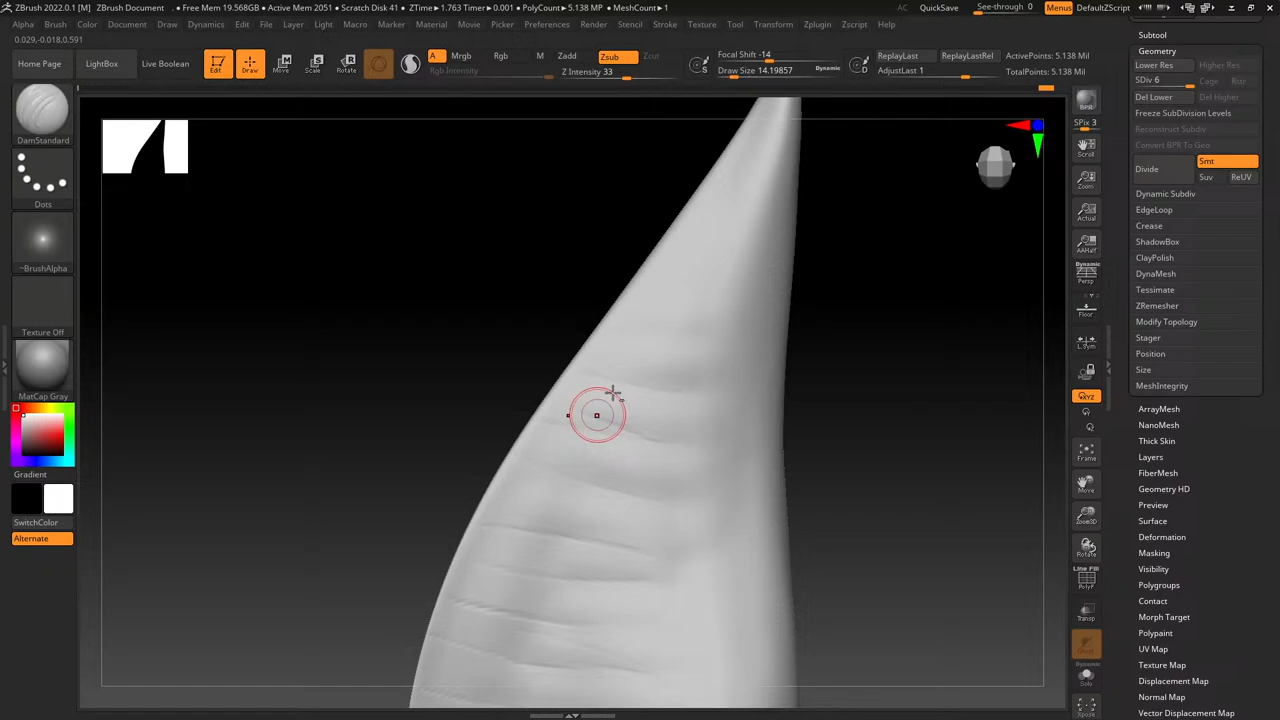 ZBrush 2022.0.1 [M] ZBrush Document • Free Mem 19.568GB • Active Mem 2051 • Scratch Disk 41 • ZTime▸1.763 Timer▸0.001 • PolyCount▸5.138 MP • MeshCount▸1 AC QuickSave See-through 0 Menus DefaultZScript
Alpha Brush Color Document Draw Dynamics Edit File Layer Light Macro Marker Material Movie Picker Preferences Render Stencil Stroke Texture Tool Transform Zplugin Zscript Help
0.029,-0.018,0.591
Home Page LightBox Live Boolean Edit Draw Move Scale Rotate A Mrgb Rgb M Zadd Zsub Zcut
Rgb Intensity Z Intensity 33
Focal Shift -14
Draw Size 14.19857 Dynamic
S D
ReplayLast ReplayLastRel
AdjustLast 1
ActivePoints: 5.138 Mil
TotalPoints: 5.138 Mil
DamStandard
Dots
~BrushAlpha
Texture Off
MatCap Gray
Gradient
SwitchColor
Alternate
BPR
SPix 3
Scroll
Zoom
Actual
AAHalf
Dynamic
Persp
Floor
L.Sym
XYZ
Frame
Move
Zoom3D
Rotate
Line Fill
PolyF
Transp
Dynamic
Solo
Xpose
Subtool
Geometry
Lower Res Higher Res
SDiv 6 Cage Rstr
Del Lower Del Higher
Freeze SubDivision Levels
Reconstruct Subdiv
Convert BPR To Geo
Divide Smt
Suv ReUV
Dynamic Subdiv
EdgeLoop
Crease
ShadowBox
ClayPolish
DynaMesh
Tessimate
ZRemesher
Modify Topology
Stager
Position
Size
MeshIntegrity
ArrayMesh
NanoMesh
Thick Skin
Layers
FiberMesh
Geometry HD
Preview
Surface
Deformation
Masking
Visibility
Polygroups
Contact
Morph Target
Polypaint
UV Map
Texture Map
Displacement Map
Normal Map
Vector Displacement Map